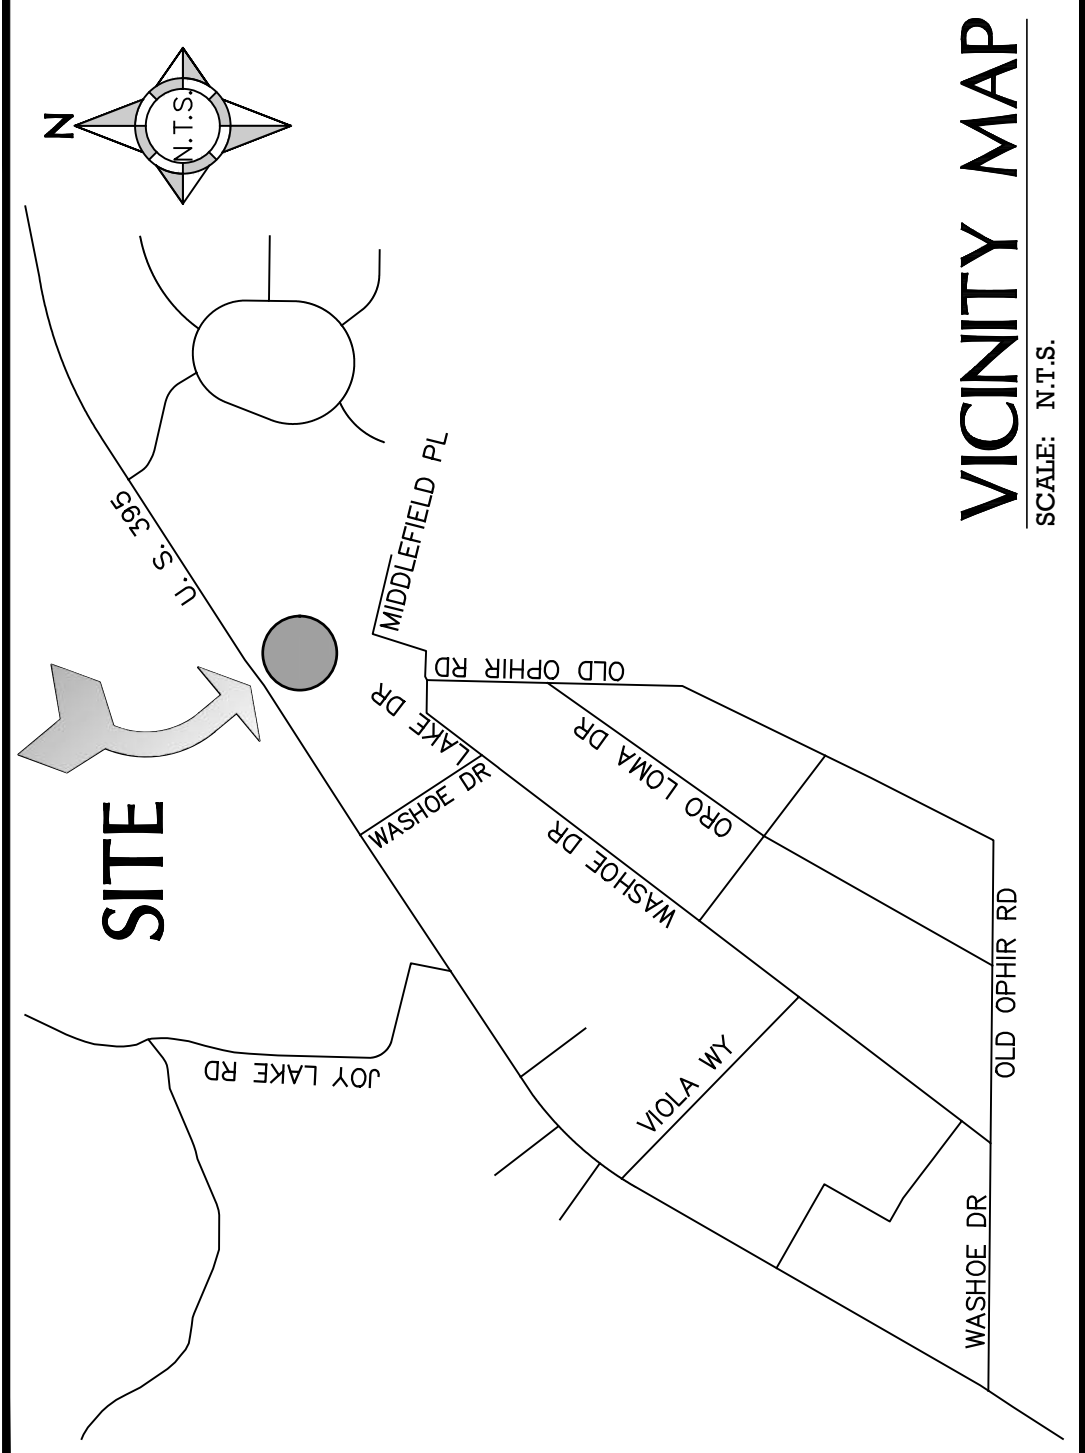 N
N.T.S.
U. S. 395
MIDDLEFIELD PL
OLD OPHIR RD
LAKE DR
WASHOE DR
ORO LOMA DR
WASHOE DR
SITE
JOY LAKE RD
VIOLA WY
OLD OPHIR RD
WASHOE DR
VICINITY MAP
SCALE: N.T.S.